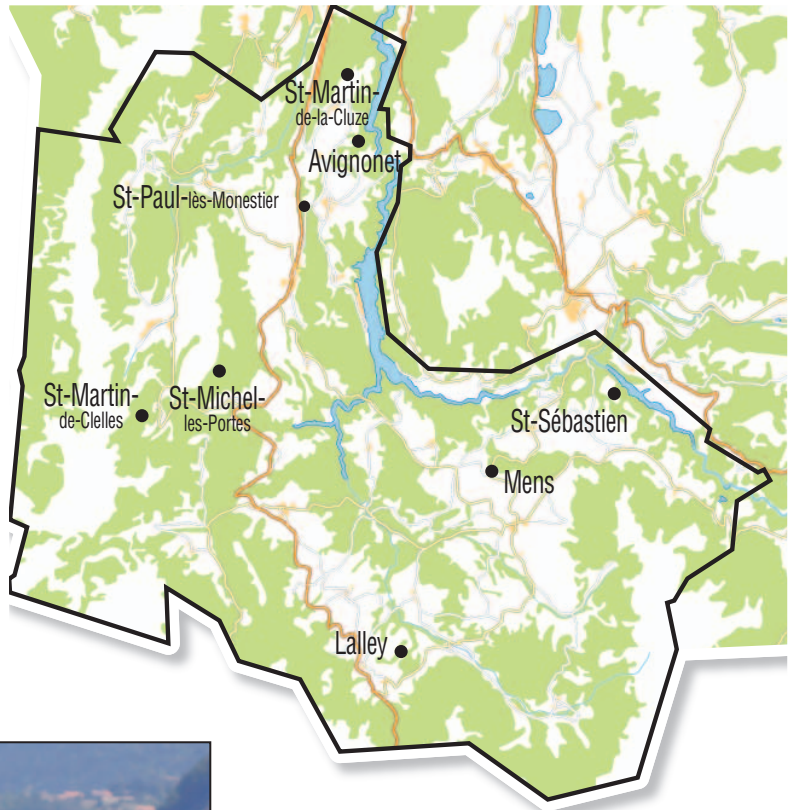 St-Martin-
de-la-Cluze
Avignonet
St-Paul-lès-Monestier
St-Martin-
de-Clelles
St-Michel-
les-Portes
St-Sébastien
Mens
Lalley